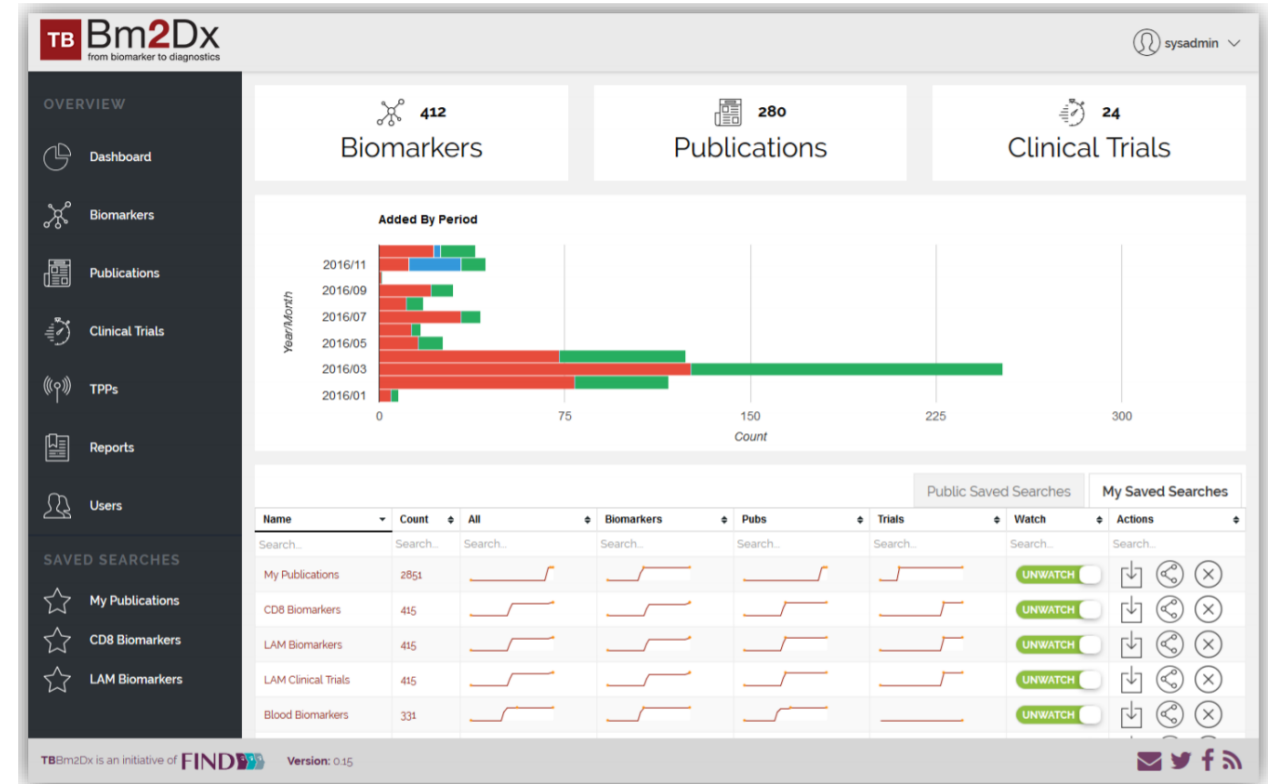 TB Bm2Dx
from biomarker to diagnostics
sysadmin
OVERVIEW
Dashboard
Biomarkers
Publications
Clinical Trials
TPPs
Reports
Users
SAVED SEARCHES
My Publications
CD8 Biomarkers
LAM Biomarkers
412
Biomarkers
280
Publications
24
Clinical Trials
Added By Period
Year/Month
2016/11
2016/09
2016/07
2016/05
2016/03
2016/01
0 75 150 225 300
Count
Public Saved Searches My Saved Searches
Name Count All Biomarkers Pubs Trials Watch Actions
Search... Search... Search... Search... Search... Search... Search... Search...
My Publications 2851 UNWATCH
CD8 Biomarkers 415 UNWATCH
LAM Biomarkers 415 UNWATCH
LAM Clinical Trials 415 UNWATCH
Blood Biomarkers 331 UNWATCH
TBBm2Dx is an initiative of FIND Version: 0.15